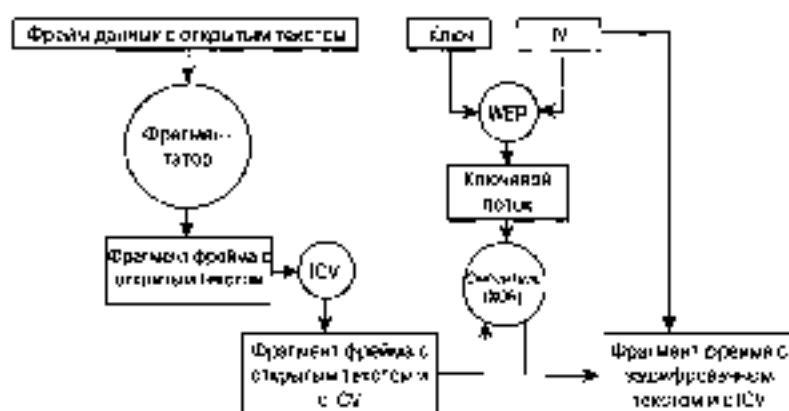 Фрейм данных с открытым текстом
Ключ
IV
Фрагмен-
татор
WEP
Ключевой
поток
Фрагмент фрейма с
открытым текстом
ICV
(XOR)
Фрагмент фрейма с
открытым текстом и
с ICV
Фрагмент фрейма с
зашифрованным
текстом и с ICV